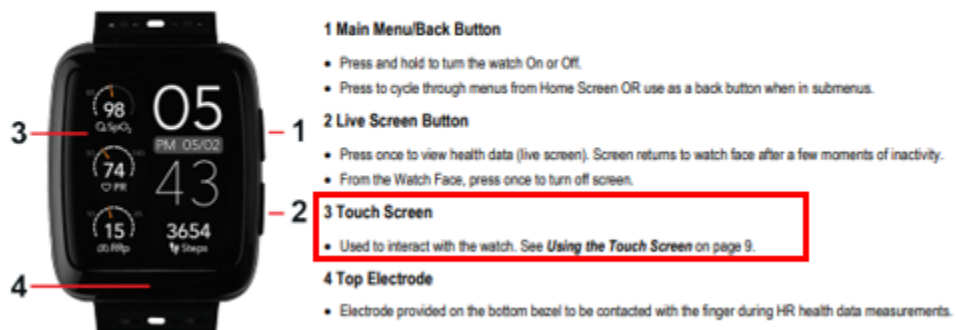 1 Main Menu/Back Button
• Press and hold to turn the watch On or Off.
• Press to cycle through menus from Home Screen OR use as a back button when in submenus.
2 Live Screen Button
• Press once to view health data (live screen). Screen returns to watch face after a few moments of inactivity.
• From the Watch Face, press once to turn off screen.
3 Touch Screen
• Used to interact with the watch. See Using the Touch Screen on page 9.
4 Top Electrode
• Electrode provided on the bottom bezel to be contacted with the finger during HR health data measurements.
3
1
2
4
98
SpO₂
05
PM 05/02
74
PR
43
15
RRp
3654
Steps